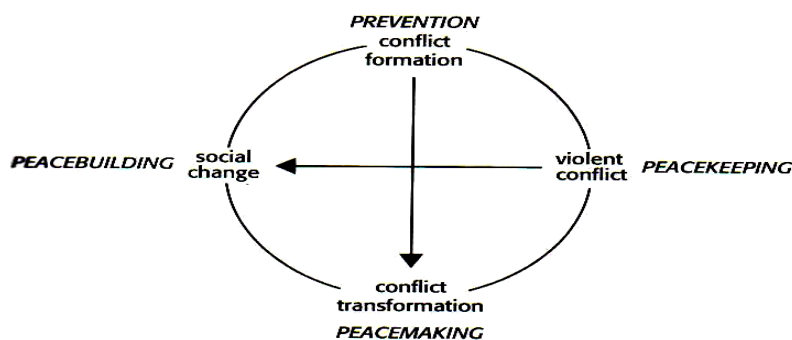 PREVENTION
conflict
formation
PEACEBUILDING
social
change
violent
conflict
PEACEKEEPING
conflict
transformation
PEACEMAKING